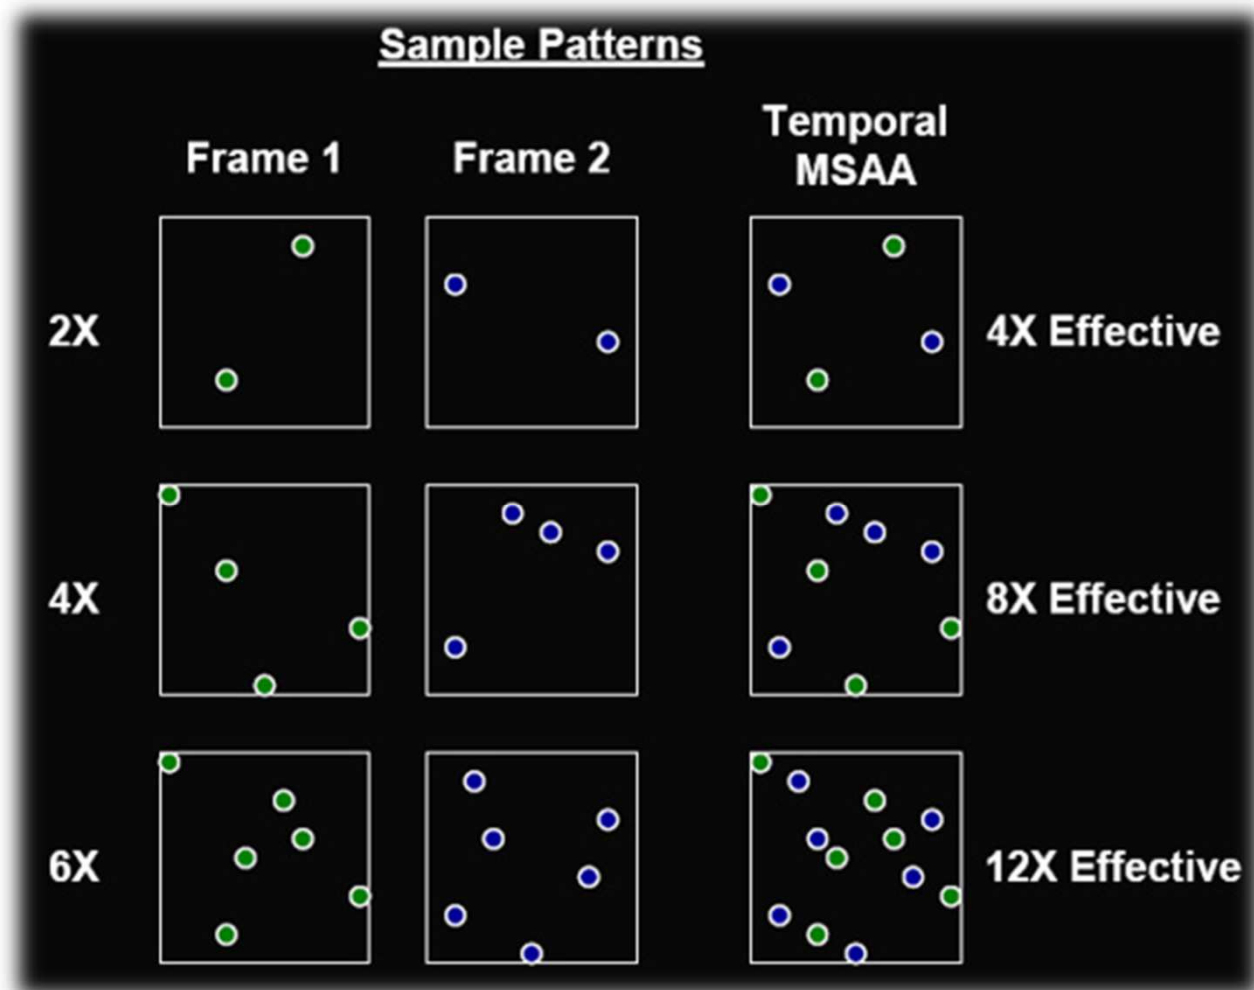 Sample Patterns
Frame 1
Frame 2
Temporal
MSAA
2X
4X Effective
4X
8X Effective
6X
12X Effective